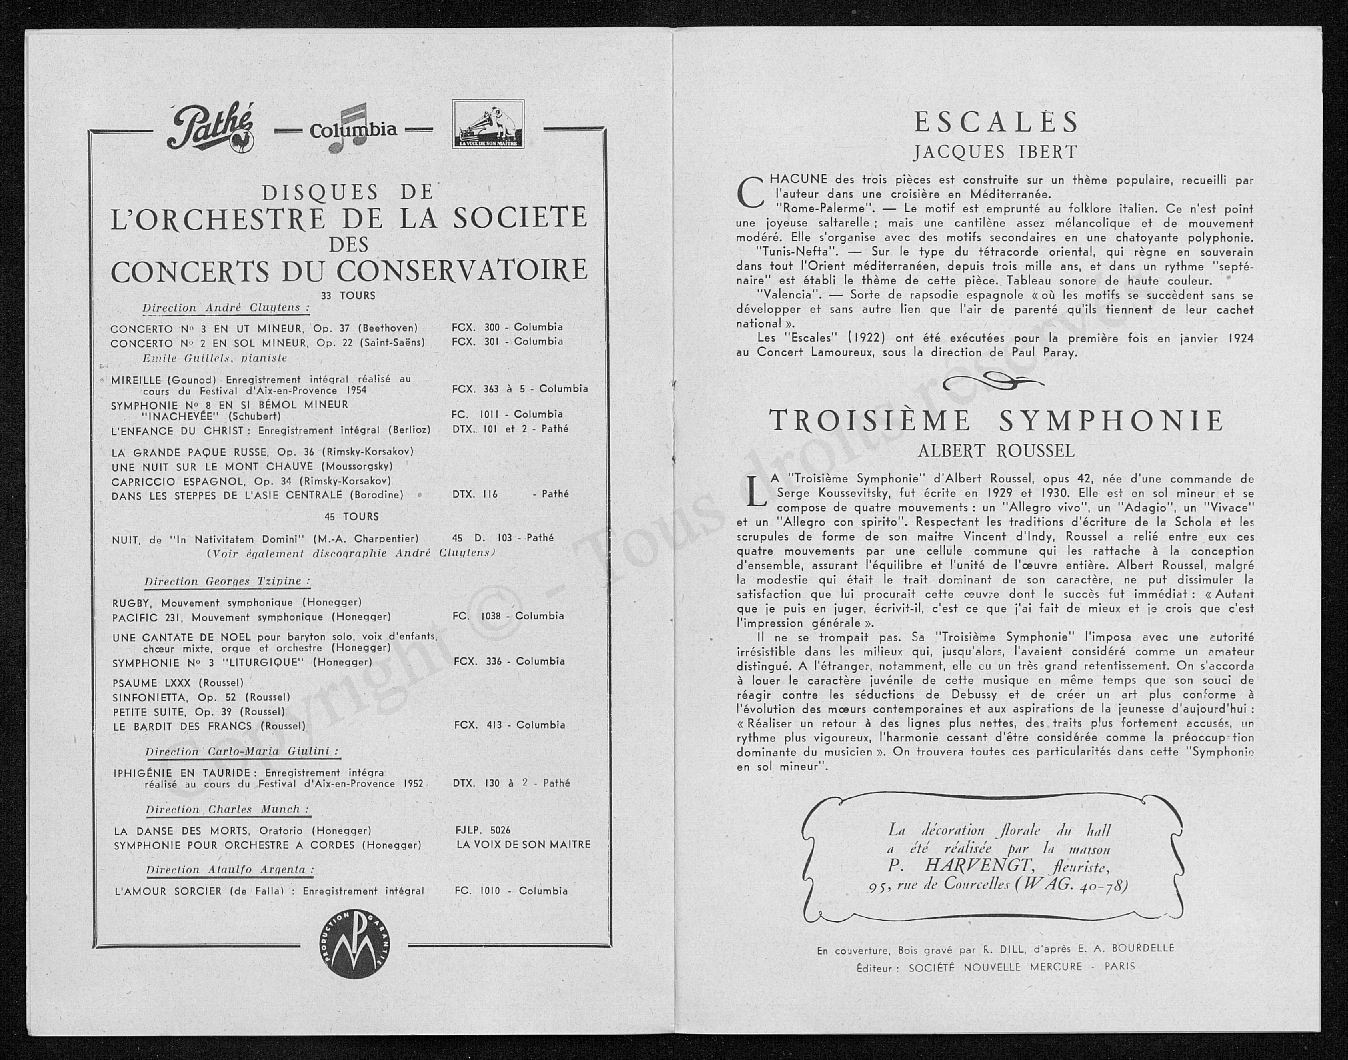 Pathé
Columbia
LA VOIX DE SON MAITRE
DISQUES DE
L'ORCHESTRE DE LA SOCIETE
DES
CONCERTS DU CONSERVATOIRE
33 TOURS
Direction André Cluytens :
CONCERTO No 3 EN UT MINEUR, Op. 37 (Beethoven) FCX. 300 - Columbia
CONCERTO No 2 EN SOL MINEUR, Op. 22 (Saint-Saëns) FCX. 301 - Columbia
Emile Guillels, pianiste
MIREILLE (Gounod) Enregistrement intégral réalisé au
cours du Festival d'Aix-en-Provence 1954 FCX. 363 à 5 - Columbia
SYMPHONIE No 8 EN SI BÉMOL MINEUR
"INACHEVÉE" (Schubert) FC. 1011 - Columbia
L'ENFANCE DU CHRIST : Enregistrement intégral (Berlioz) DTX. 101 et 2 - Pathé
LA GRANDE PAQUE RUSSE, Op. 36 (Rimsky-Korsakov)
UNE NUIT SUR LE MONT CHAUVE (Moussorgsky)
CAPRICCIO ESPAGNOL, Op. 34 (Rimsky-Korsakov)
DANS LES STEPPES DE L'ASIE CENTRALE (Borodine) DTX. 116 - Pathé
45 TOURS
NUIT, de "In Nativitatem Domini" (M.-A. Charpentier) 45 D. 103 - Pathé
(Voir également discographie André Cluytens)
Direction Georges Tzipine :
RUGBY, Mouvement symphonique (Honegger)
PACIFIC 231, Mouvement symphonique (Honegger) FC. 1038 - Columbia
UNE CANTATE DE NOEL pour baryton solo, voix d'enfants,
chœur mixte, orgue et orchestre (Honegger)
SYMPHONIE No 3 "LITURGIQUE" (Honegger) FCX. 336 - Columbia
PSAUME LXXX (Roussel)
SINFONIETTA, Op. 52 (Roussel)
PETITE SUITE, Op. 39 (Roussel)
LE BARDIT DES FRANCS (Roussel) FCX. 413 - Columbia
Direction Carlo-Maria Giulini :
IPHIGÉNIE EN TAURIDE : Enregistrement intégra
réalisé au cours du Festival d'Aix-en-Provence 1952 DTX. 130 à 2 - Pathé
Direction Charles Munch :
LA DANSE DES MORTS, Oratorio (Honegger) FJLP. 5026
SYMPHONIE POUR ORCHESTRE A CORDES (Honegger) LA VOIX DE SON MAITRE
Direction Ataulfo Argenta :
L'AMOUR SORCIER (de Falla) : Enregistrement intégral FC. 1010 - Columbia
PRODUCTION GARANTIE
PM
ESCALES
JACQUES IBERT
CHACUNE des trois pièces est construite sur un thème populaire, recueilli par
l'auteur dans une croisière en Méditerranée.
"Rome-Palerme". — Le motif est emprunté au folklore italien. Ce n'est point
une joyeuse saltarelle ; mais une cantilène assez mélancolique et de mouvement
modéré. Elle s'organise avec des motifs secondaires en une chatoyante polyphonie.
"Tunis-Nefta". — Sur le type du tétracorde oriental, qui règne en souverain
dans tout l'Orient méditerranéen, depuis trois mille ans, et dans un rythme "septé-
naire" est établi le thème de cette pièce. Tableau sonore de haute couleur.
"Valencia". — Sorte de rapsodie espagnole « où les motifs se succèdent sans se
développer et sans autre lien que l'air de parenté qu'ils tiennent de leur cachet
national ».
Les "Escales" (1922) ont été exécutées pour la première fois en janvier 1924
au Concert Lamoureux, sous la direction de Paul Paray.
TROISIÈME SYMPHONIE
ALBERT ROUSSEL
LA "Troisième Symphonie" d'Albert Roussel, opus 42, née d'une commande de
Serge Koussevitsky, fut écrite en 1929 et 1930. Elle est en sol mineur et se
compose de quatre mouvements : un "Allegro vivo", un "Adagio", un "Vivace"
et un "Allegro con spirito". Respectant les traditions d'écriture de la Schola et les
scrupules de forme de son maître Vincent d'Indy, Roussel a relié entre eux ces
quatre mouvements par une cellule commune qui les rattache à la conception
d'ensemble, assurant l'équilibre et l'unité de l'œuvre entière. Albert Roussel, malgré
la modestie qui était le trait dominant de son caractère, ne put dissimuler la
satisfaction que lui procurait cette œuvre dont le succès fut immédiat : « Autant
que je puis en juger, écrivit-il, c'est ce que j'ai fait de mieux et je crois que c'est
l'impression générale ».
Il ne se trompait pas. Sa "Troisième Symphonie" l'imposa avec une autorité
irrésistible dans les milieux qui, jusqu'alors, l'avaient considéré comme un amateur
distingué. A l'étranger, notamment, elle eu un très grand retentissement. On s'accorda
à louer le caractère juvénile de cette musique en même temps que son souci de
réagir contre les séductions de Debussy et de créer un art plus conforme à
l'évolution des mœurs contemporaines et aux aspirations de la jeunesse d'aujourd'hui :
« Réaliser un retour à des lignes plus nettes, des traits plus fortement accusés, un
rythme plus vigoureux, l'harmonie cessant d'être considérée comme la préoccup tion
dominante du musicien ». On trouvera toutes ces particularités dans cette "Symphonie
en sol mineur".
La décoration florale du hall
a été réalisée par la maison
P. HARVENGT, fleuriste,
95, rue de Courcelles (WAG. 40-78)
En couverture, Bois gravé par R. DILL, d'après E. A. BOURDELLE
Éditeur : SOCIÉTÉ NOUVELLE MERCURE - PARIS
Copyright © - Tous droits réservés